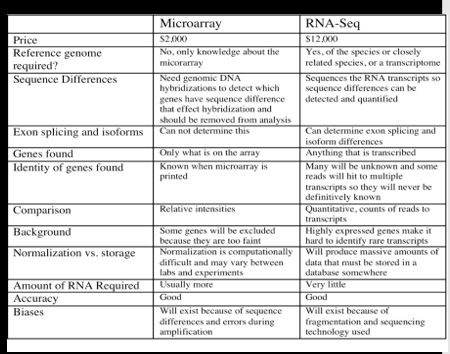 Microarray RNA-Seq
Price $2,000 $12,000
Reference genome No, only knowledge about the Yes, of the species or closely
required? micorarray related species, or a transcriptome
Sequence Differences Need genomic DNA Sequences the RNA transcripts so
hybridizations to detect which sequence differences can be
genes have sequence difference detected and quantified
that effect hybridization and
should be removed from analysis
Exon splicing and isoforms Can not determine this Can determine exon splicing and
isoform differences
Genes found Only what is on the array Anything that is transcribed
Identity of genes found Known when microarray is Many will be unknown and some
printed reads will hit to multiple
transcripts so they will never be
definitively known
Comparison Relative intensities Quantitative, counts of reads to
transcripts
Background Some genes will be excluded Highly expressed genes make it
because they are too faint hard to identify rare transcripts
Normalization vs. storage Normalization is computationally Will produce massive amounts of
difficult and may vary between data that must be stored in a
labs and experiments database somewhere
Amount of RNA Required Usually more Very little
Accuracy Good Good
Biases Will exist because of sequence Will exist because of
differences and errors during fragmentation and sequencing
amplification technology used